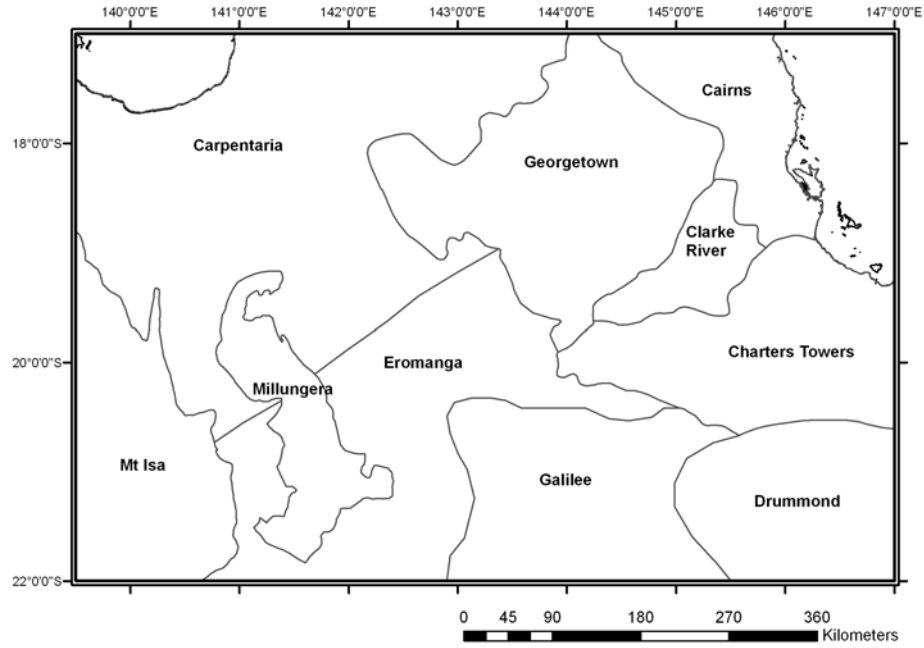 140°0'0"E 141°0'0"E 142°0'0"E 143°0'0"E 144°0'0"E 145°0'0"E 146°0'0"E 147°0'0"E
Cairns
18°0'0"S
Carpentaria
Georgetown
Clarke
River
20°0'0"S
Charters Towers
Eromanga
Millungera
Mt Isa
Galilee
Drummond
22°0'0"S
0 45 90 180 270 360
Kilometers